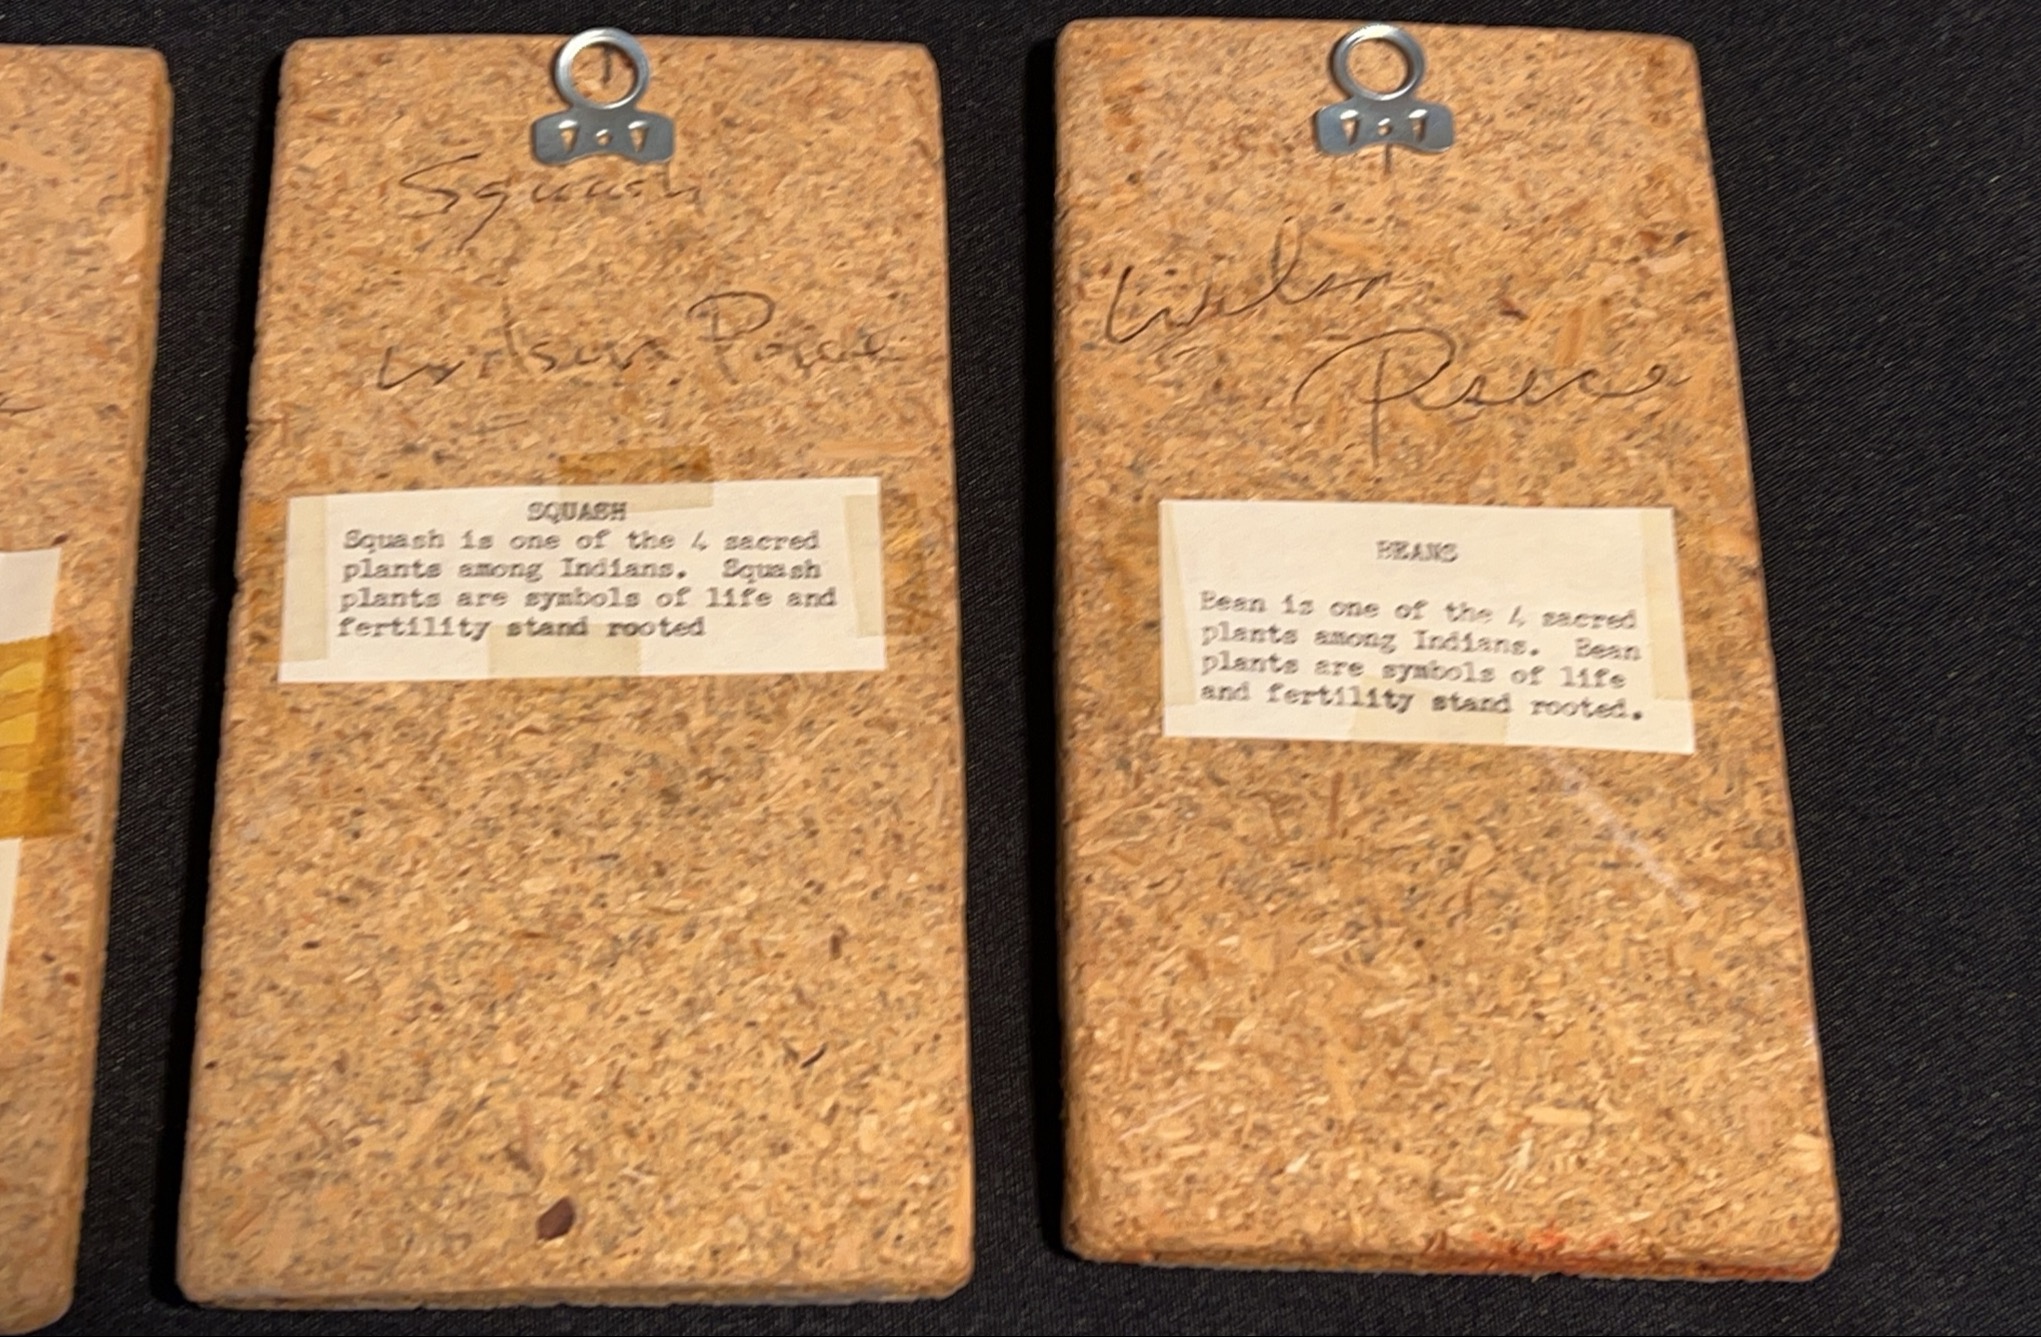 Squash
Wilson Price
SQUASH
Squash is one of the 4 sacred
plants among Indians. Squash
plants are symbols of life and
fertility stand rooted
Wilson
BEANS
Bean is one of the 4 sacred
plants among Indians. Bean
plants are symbols of life
and fertility stand rooted.